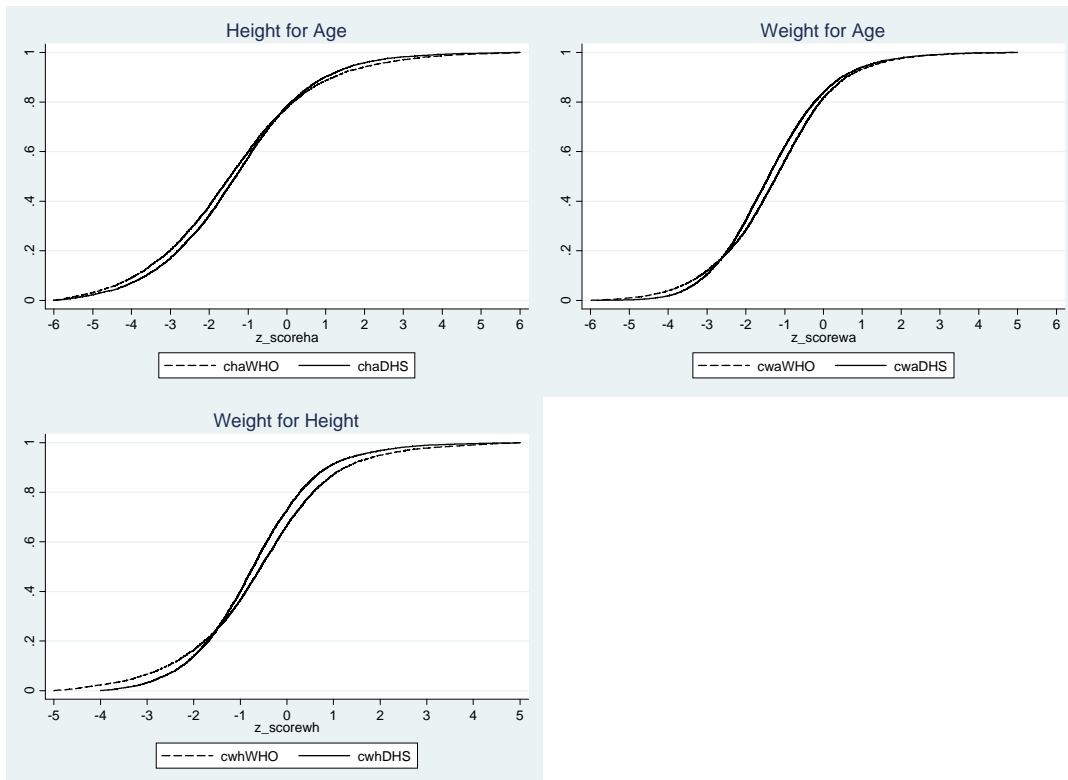 Height for Age
1
.8
.6
.4
.2
0
-6 -5 -4 -3 -2 -1 0 1 2 3 4 5 6
z_scoreha
chaWHO chaDHS
Weight for Age
1
.8
.6
.4
.2
0
-6 -5 -4 -3 -2 -1 0 1 2 3 4 5 6
z_scorewa
cwaWHO cwaDHS
Weight for Height
1
.8
.6
.4
.2
0
-5 -4 -3 -2 -1 0 1 2 3 4 5
z_scorewh
cwhWHO cwhDHS